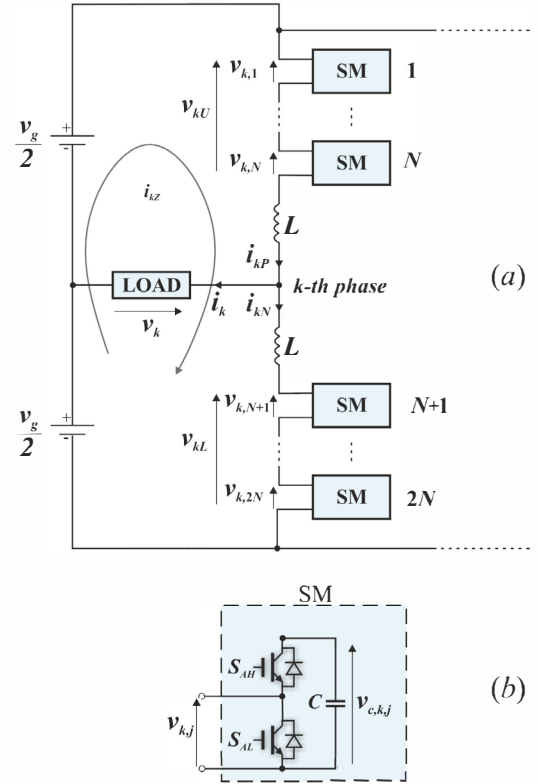 v_{k,1} SM 1
v_{kU}
v_g/2 + -
v_{k,N} SM N
i_{kZ}
L
i_{kP}
LOAD
i_k i_{kN} k-th phase (a)
v_k
L
v_{k,N+1} SM N+1
v_g/2 + -
v_{kL}
v_{k,2N} SM 2N
SM
S_{AH}
v_{k,j} C v_{c,k,j} (b)
S_{AL}